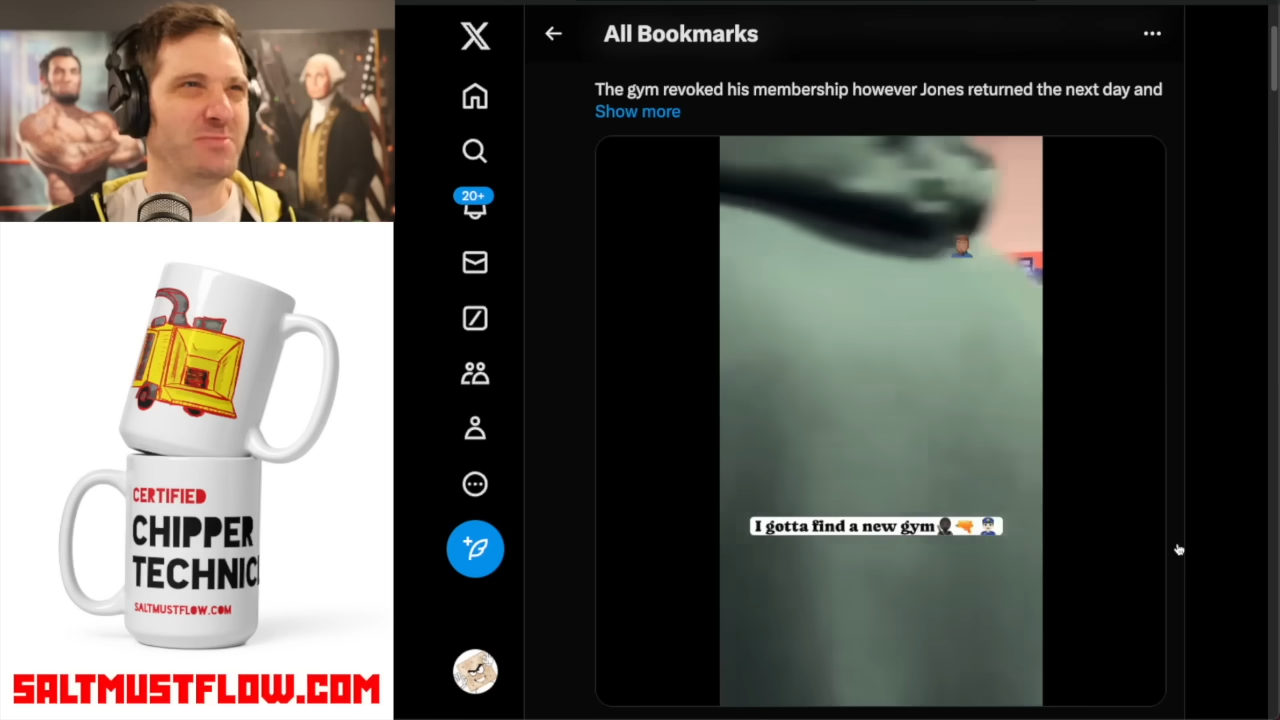 All Bookmarks
The gym revoked his membership however Jones returned the next day and
Show more
20+
I gotta find a new gym
CERTIFIED
CHIPPER
TECHNIC
SALTMUSTFLOW.COM
SALTMUSTFLOW.COM